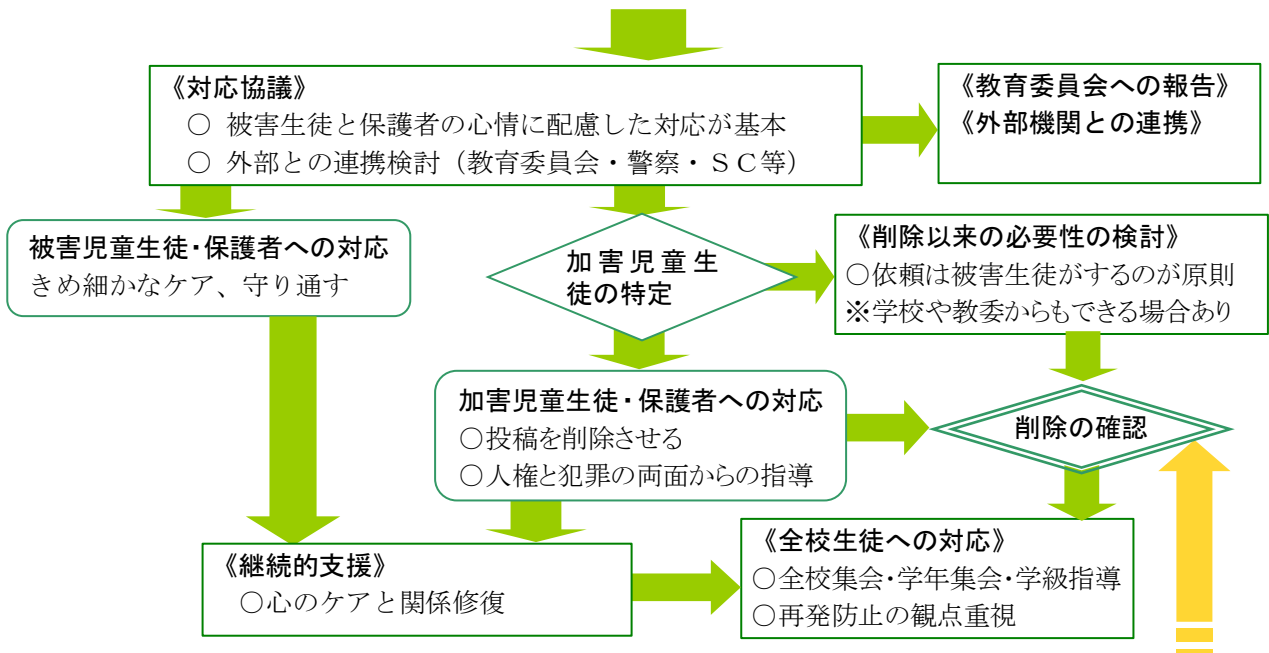 《対応協議》
○ 被害生徒と保護者の心情に配慮した対応が基本
○ 外部との連携検討（教育委員会・警察・ＳＣ等）
《教育委員会への報告》
《外部機関との連携》
被害児童生徒・保護者への対応
きめ細かなケア、守り通す
加害児童生
徒の特定
《削除以来の必要性の検討》
○依頼は被害生徒がするのが原則
※学校や教委からもできる場合あり
加害児童生徒・保護者への対応
○投稿を削除させる
○人権と犯罪の両面からの指導
削除の確認
《継続的支援》
○心のケアと関係修復
《全校生徒への対応》
○全校集会・学年集会・学級指導
○再発防止の観点重視